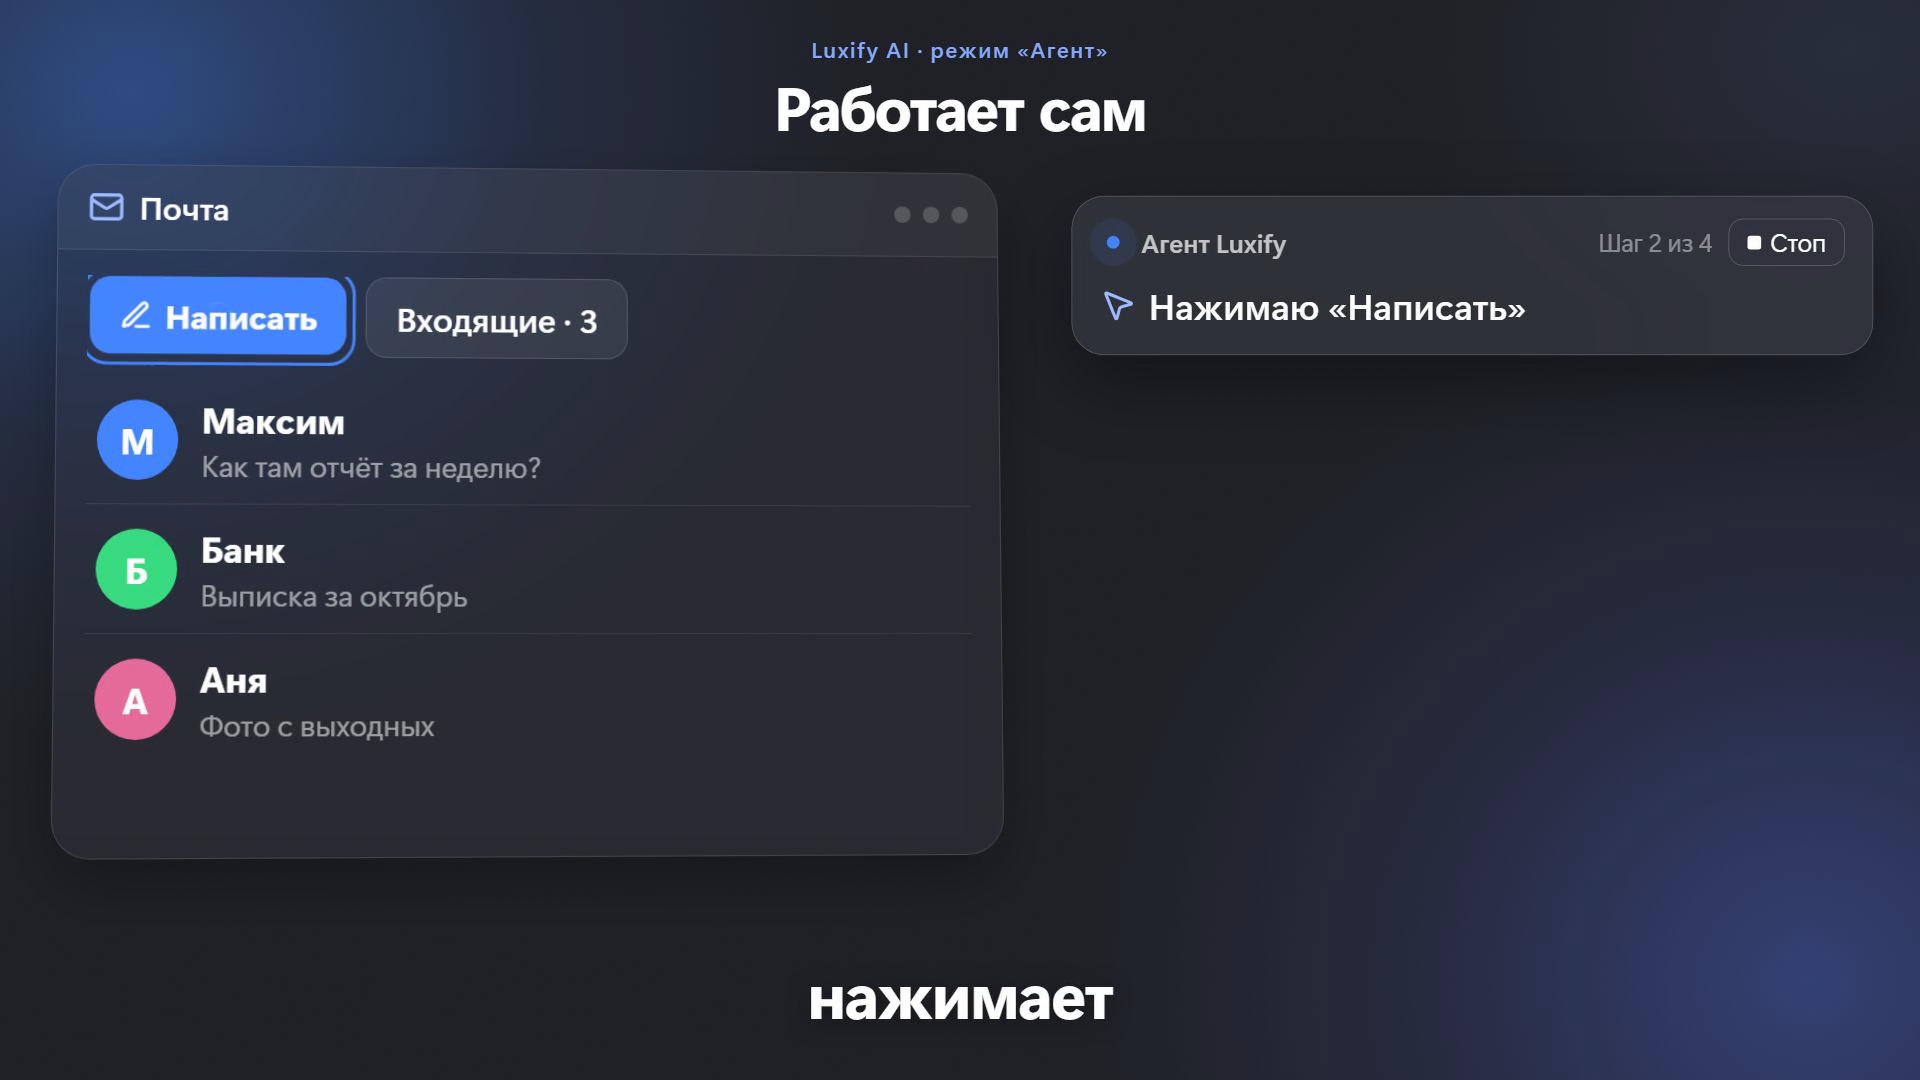 Luxify AI · режим «Агент»
Работает сам
Почта
Написать
Входящие · 3
М
Максим
Как там отчёт за неделю?
Б
Банк
Выписка за октябрь
А
Аня
Фото с выходных
Агент Luxify
Шаг 2 из 4
Стоп
Нажимаю «Написать»
нажимает